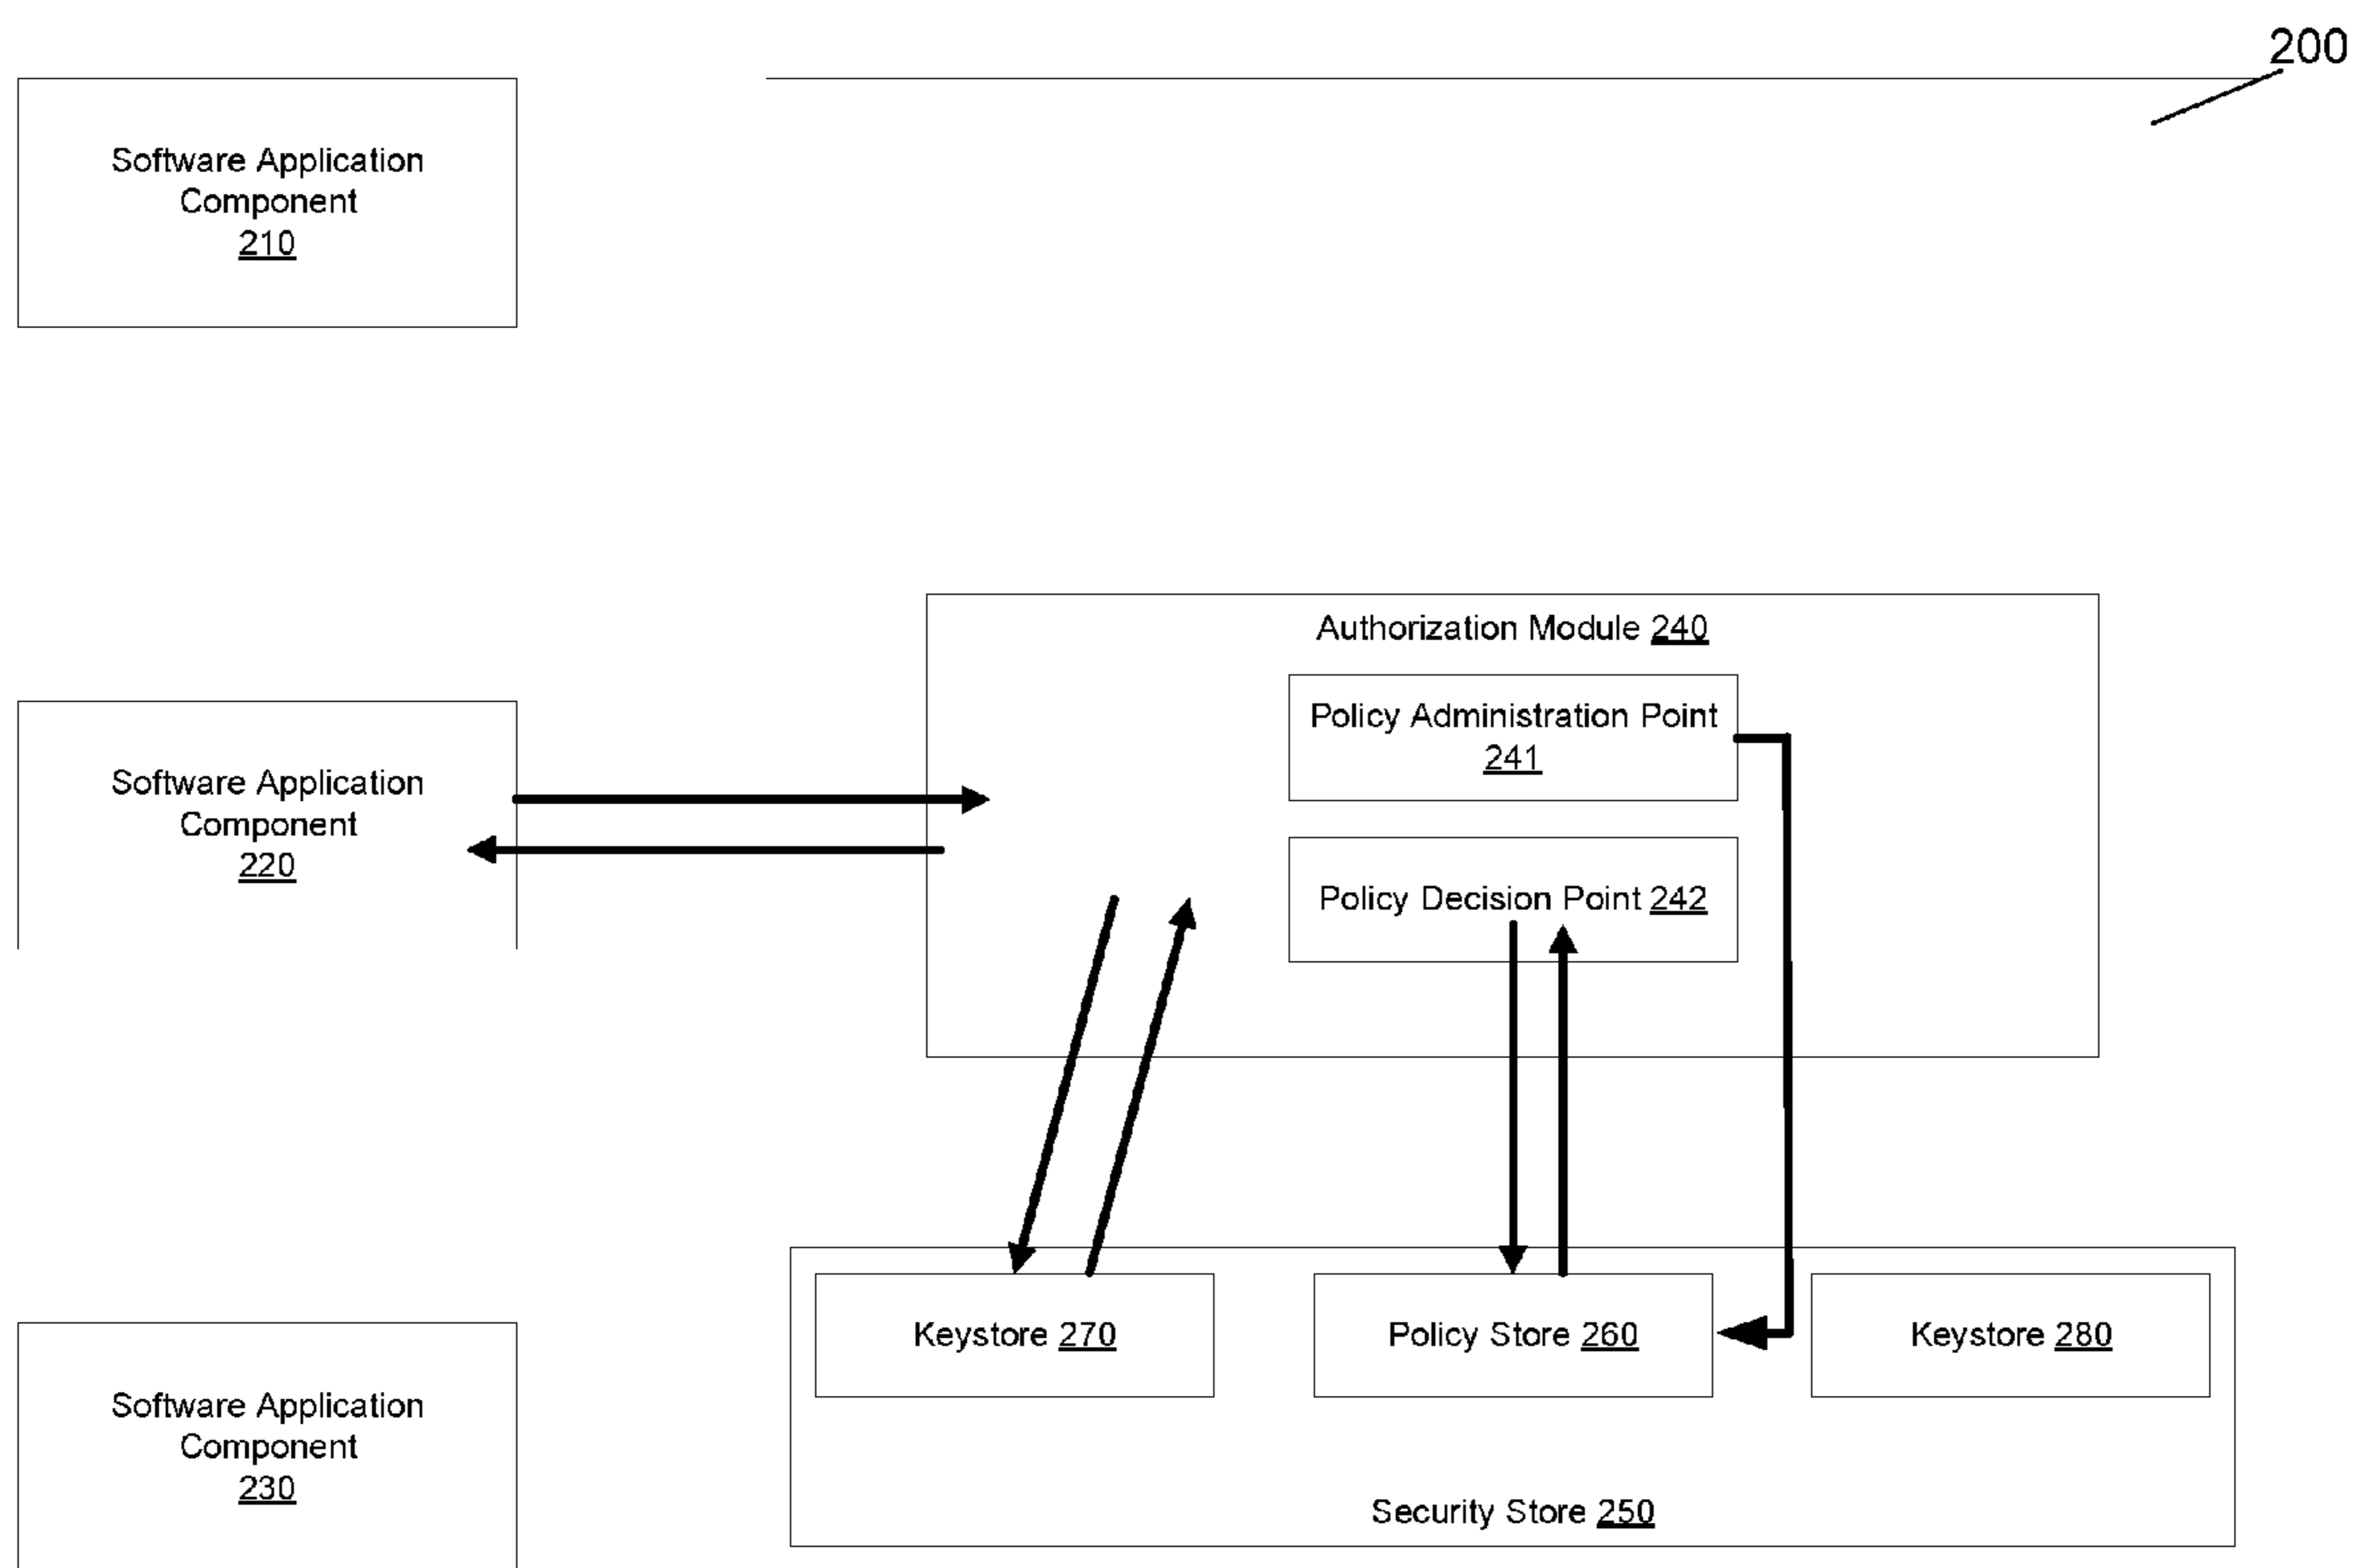 200
Software Application
Component
210
Authorization Module 240
Policy Administration Point
241
Software Application
Component
220
Policy Decision Point 242
Keystore 270
Policy Store 260
Keystore 280
Software Application
Component
230
Security Store 250